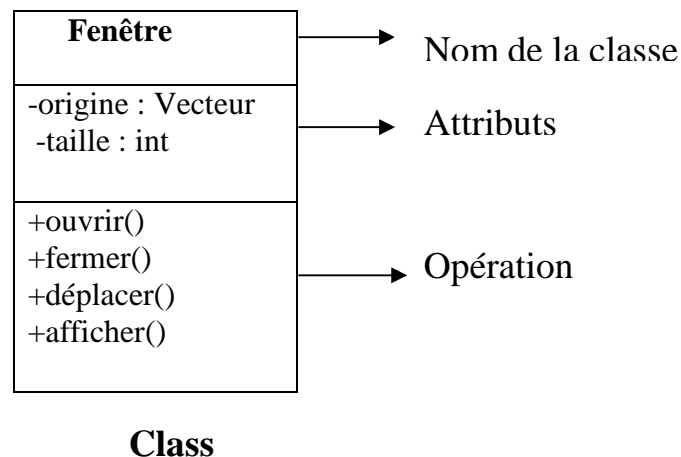 Fenêtre
Nom de la classe
-origine : Vecteur
-taille : int
Attributs
+ouvrir()
+fermer()
+déplacer()
+afficher()
Opération
Class